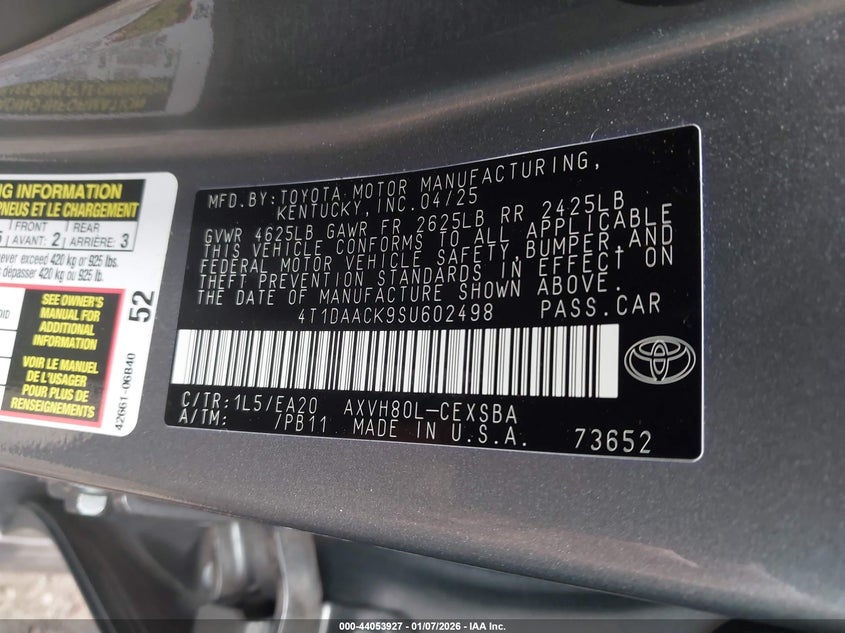 NG INFORMATION
PNEUS ET LE CHARGEMENT
FRONT
AVANT: 2
REAR
ARRIÈRE: 3
never exceed 420 kg or 925 lbs.
dépasser 420 kg ou 925 lb.
SEE OWNER'S
MANUAL FOR
ADDITIONAL
INFORMATION
VOIR LE MANUEL
DE L'USAGER
POUR PLUS DE
RENSEIGNEMENTS
52
42661-06B40
MFD.BY:TOYOTA MOTOR MANUFACTURING,
KENTUCKY,INC.04/25
GVWR 4625LB GAWR FR 2625LB RR 2425LB
THIS VEHICLE CONFORMS TO ALL APPLICABLE
FEDERAL MOTOR VEHICLE SAFETY,BUMPER,AND
THEFT PREVENTION STANDARDS IN EFFECT ON
THE DATE OF MANUFACTURE SHOWN ABOVE.
4T1DAACK9SU602498 PASS.CAR
C/TR:1L5/EA20 AXVH80L-CEXSBA
A/TM: /PB11 MADE IN U.S.A. 73652
000-44053927 - 01/07/2026 - IAA Inc.